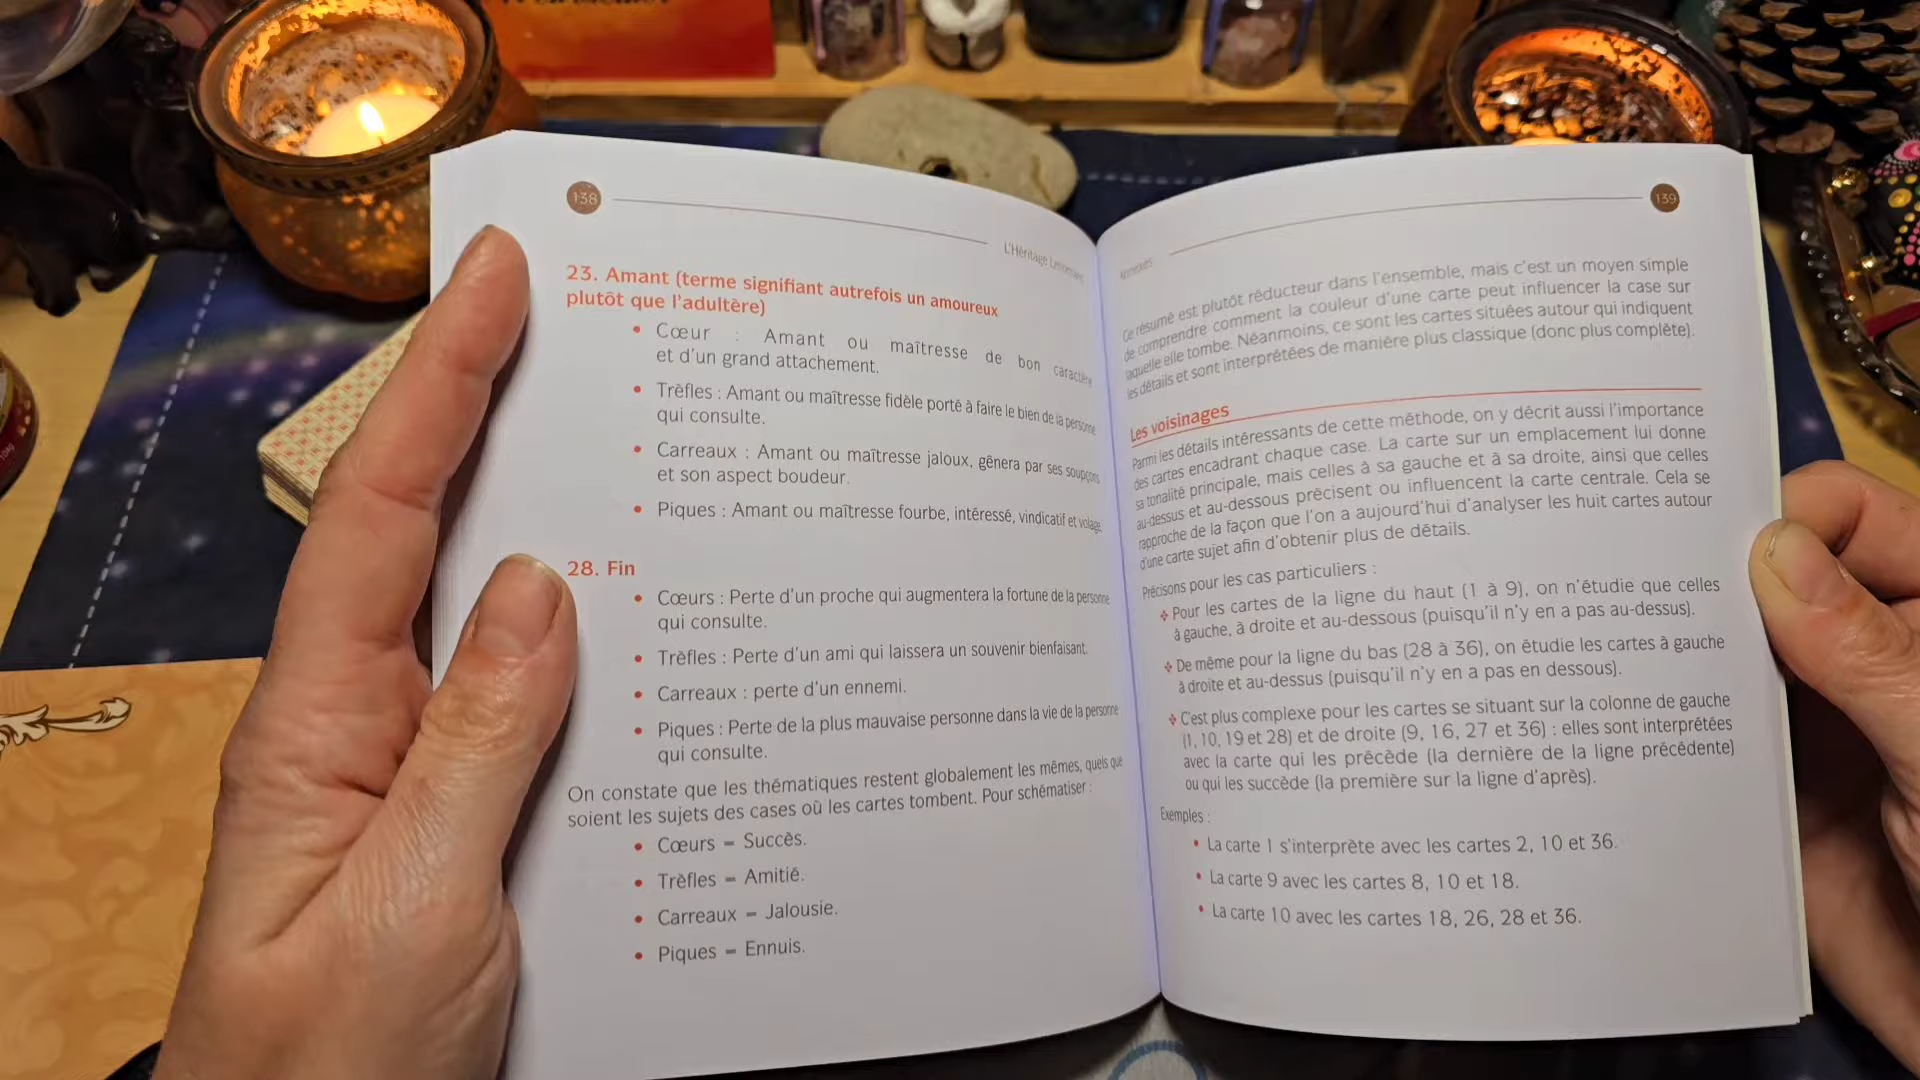 138
L'Héritage Lenormand
23. Amant (terme signifiant autrefois un amoureux
plutôt que l'adultère)
• Cœur : Amant ou maîtresse de bon caractère
et d'un grand attachement.
• Trèfles : Amant ou maîtresse fidèle porté à faire le bien de la personne
qui consulte.
• Carreaux : Amant ou maîtresse jaloux, gênera par ses soupçons
et son aspect boudeur.
• Piques : Amant ou maîtresse fourbe, intéressé, vindicatif et volage.
28. Fin
• Cœurs : Perte d'un proche qui augmentera la fortune de la personne
qui consulte.
• Trèfles : Perte d'un ami qui laissera un souvenir bienfaisant.
• Carreaux : perte d'un ennemi.
• Piques : Perte de la plus mauvaise personne dans la vie de la personne
qui consulte.
On constate que les thématiques restent globalement les mêmes, quels que
soient les sujets des cases où les cartes tombent. Pour schématiser :
• Cœurs = Succès.
• Trèfles = Amitié.
• Carreaux = Jalousie.
• Piques = Ennuis.
Annexes
139
Ce résumé est plutôt réducteur dans l'ensemble, mais c'est un moyen simple
de comprendre comment la couleur d'une carte peut influencer la case sur
laquelle elle tombe. Néanmoins, ce sont les cartes situées autour qui indiquent
les détails et sont interprétées de manière plus classique (donc plus complète).
Les voisinages
Parmi les détails intéressants de cette méthode, on y décrit aussi l'importance
des cartes encadrant chaque case. La carte sur un emplacement lui donne
sa tonalité principale, mais celles à sa gauche et à sa droite, ainsi que celles
au-dessus et au-dessous précisent ou influencent la carte centrale. Cela se
rapproche de la façon que l'on a aujourd'hui d'analyser les huit cartes autour
d'une carte sujet afin d'obtenir plus de détails.
Précisons pour les cas particuliers :
❖ Pour les cartes de la ligne du haut (1 à 9), on n'étudie que celles
à gauche, à droite et au-dessous (puisqu'il n'y en a pas au-dessus).
❖ De même pour la ligne du bas (28 à 36), on étudie les cartes à gauche
à droite et au-dessus (puisqu'il n'y en a pas en dessous).
❖ C'est plus complexe pour les cartes se situant sur la colonne de gauche
(1, 10, 19 et 28) et de droite (9, 16, 27 et 36) : elles sont interprétées
avec la carte qui les précède (la dernière de la ligne précédente)
ou qui les succède (la première sur la ligne d'après).
Exemples :
• La carte 1 s'interprète avec les cartes 2, 10 et 36.
• La carte 9 avec les cartes 8, 10 et 18.
• La carte 10 avec les cartes 18, 26, 28 et 36.